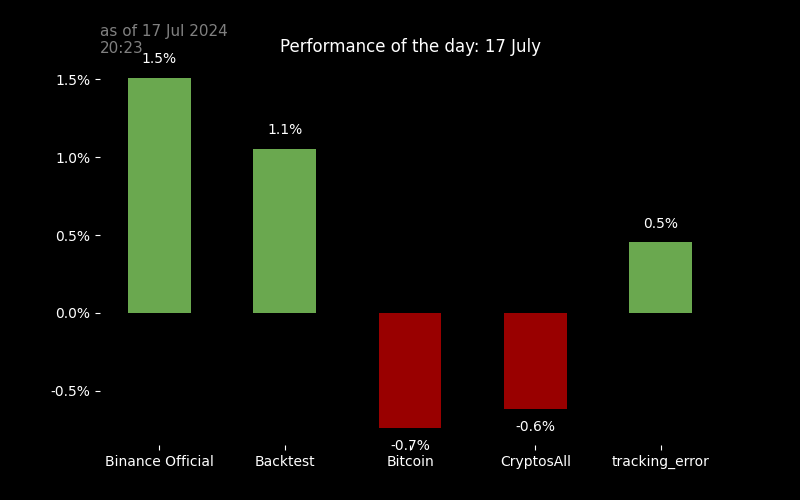 as of 17 Jul 2024
20:23
Performance of the day: 17 July
1.5%
1.0%
0.5%
0.0%
-0.5%
1.5%
1.1%
-0.7%
-0.6%
0.5%
Binance Official
Backtest
Bitcoin
CryptosAll
tracking_error